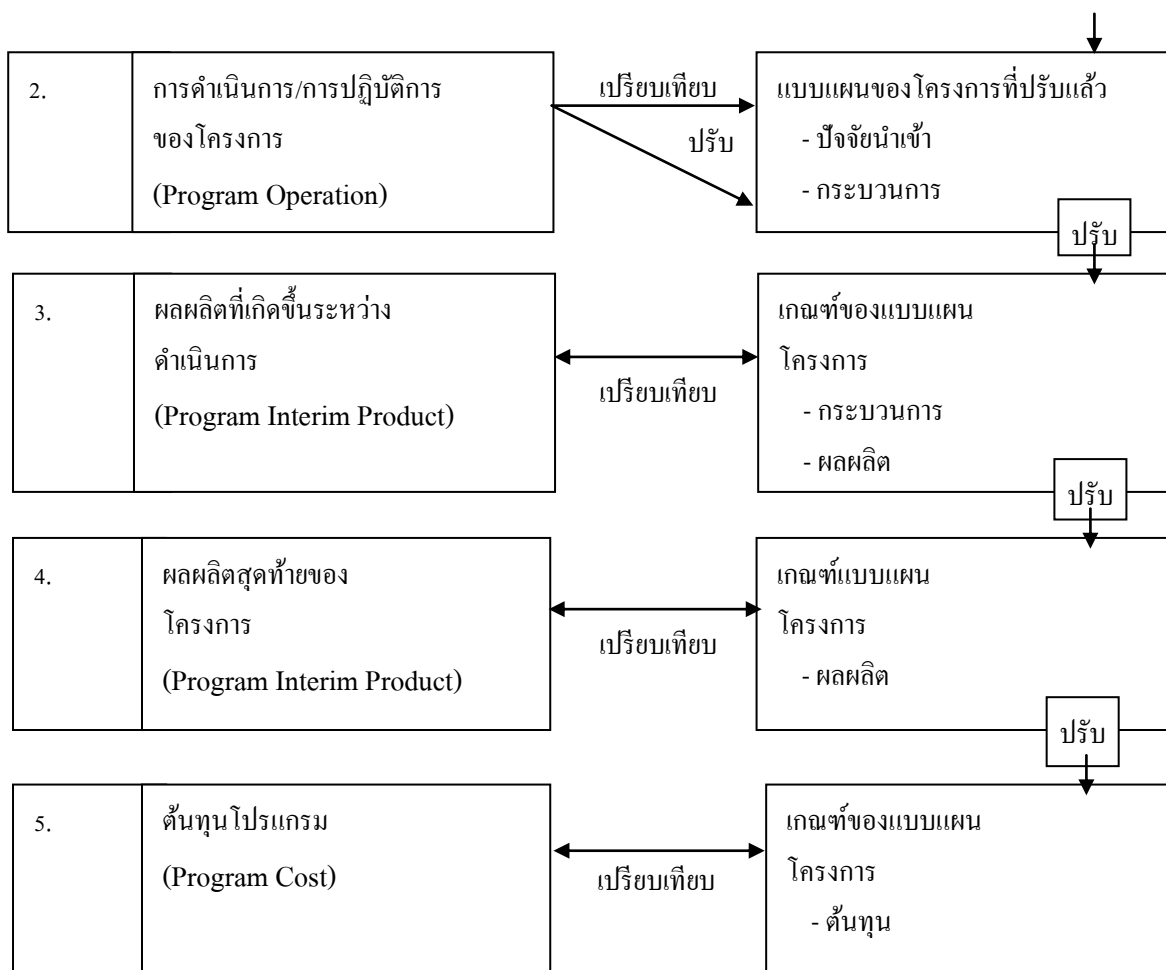 2.
การดำเนินการ/การปฏิบัติการ
ของโครงการ
(Program Operation)
เปรียบเทียบ
ปรับ
แบบแผนของโครงการที่ปรับแล้ว
- ปัจจัยนำเข้า
- กระบวนการ
ปรับ
3.
ผลผลิตที่เกิดขึ้นระหว่าง
ดำเนินการ
(Program Interim Product)
เปรียบเทียบ
เกณฑ์ของแบบแผน
โครงการ
- กระบวนการ
- ผลผลิต
ปรับ
4.
ผลผลิตสุดท้ายของ
โครงการ
(Program Interim Product)
เปรียบเทียบ
เกณฑ์แบบแผน
โครงการ
- ผลผลิต
ปรับ
5.
ต้นทุนโปรแกรม
(Program Cost)
เปรียบเทียบ
เกณฑ์ของแบบแผน
โครงการ
- ต้นทุน